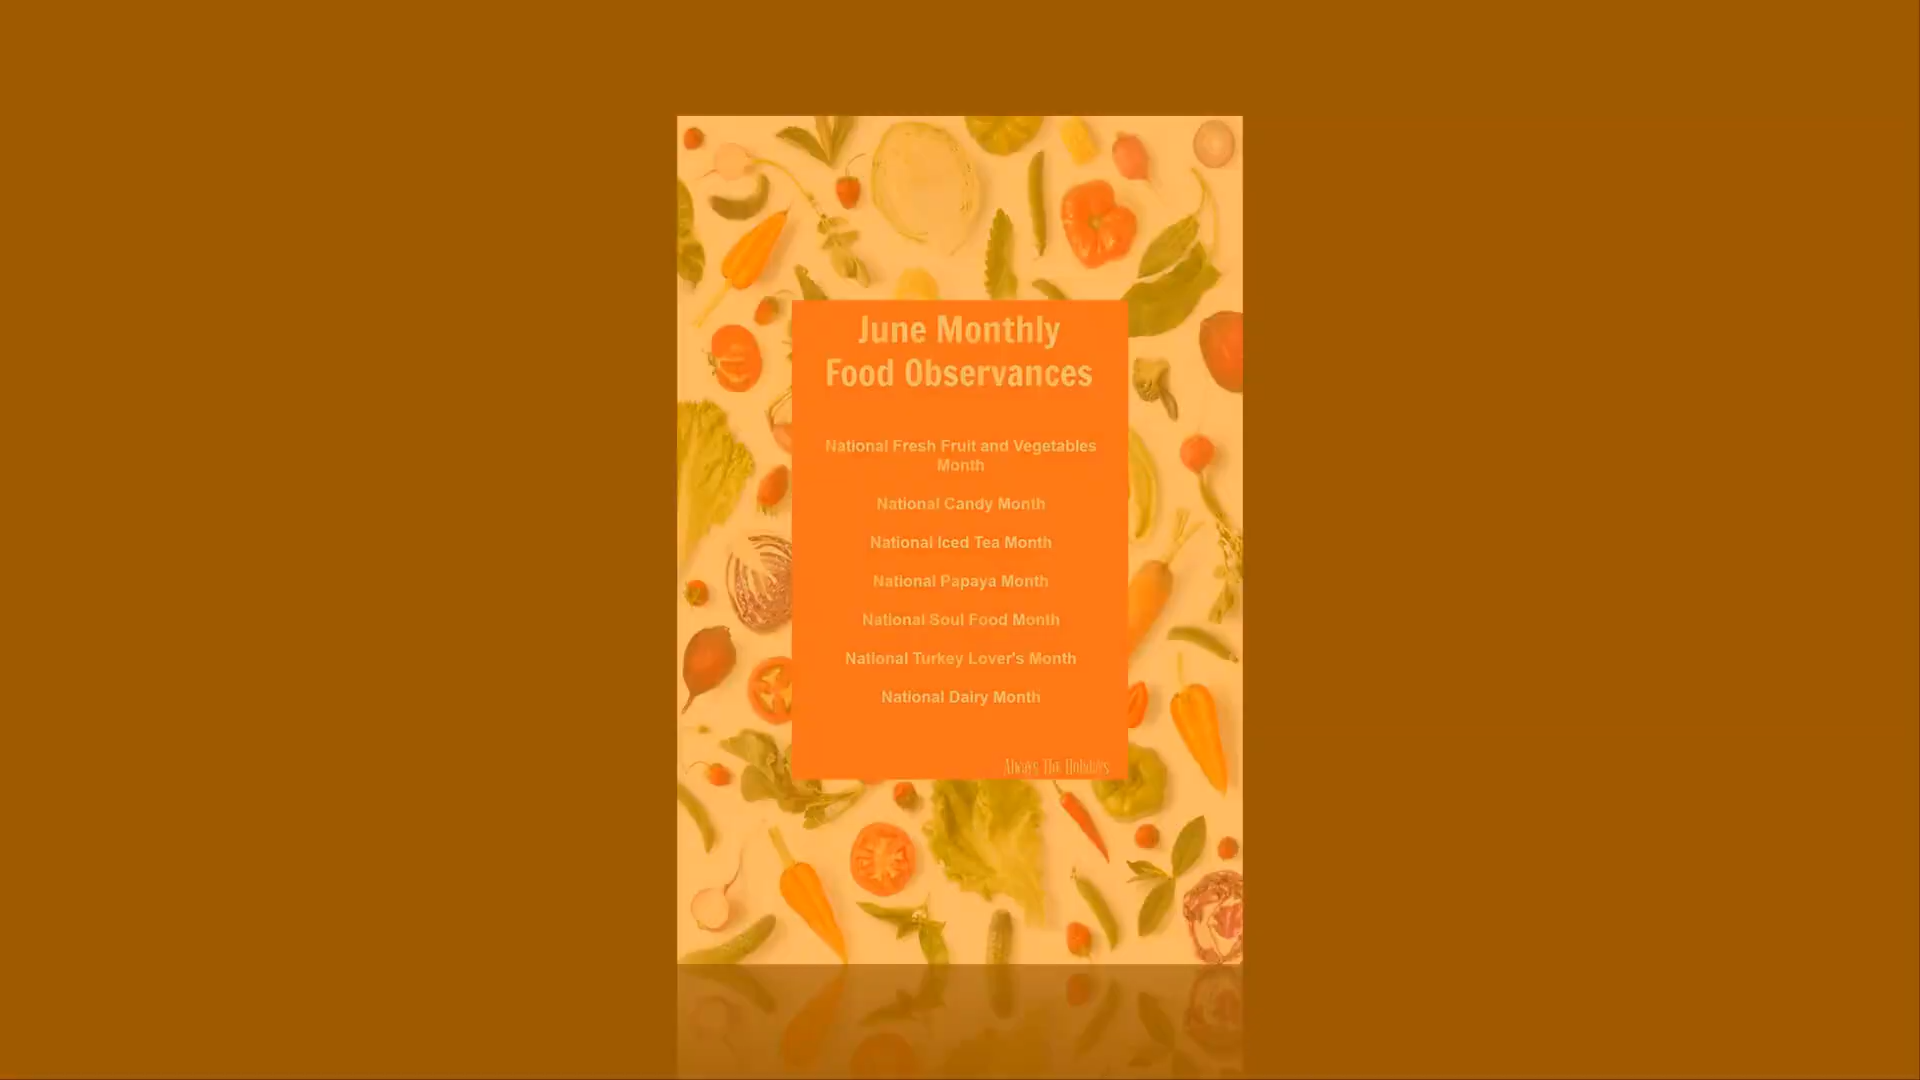 June Monthly
Food Observances
National Fresh Fruit and Vegetables
Month
National Candy Month
National Iced Tea Month
National Papaya Month
National Soul Food Month
National Turkey Lover's Month
National Dairy Month
Always The Holidays